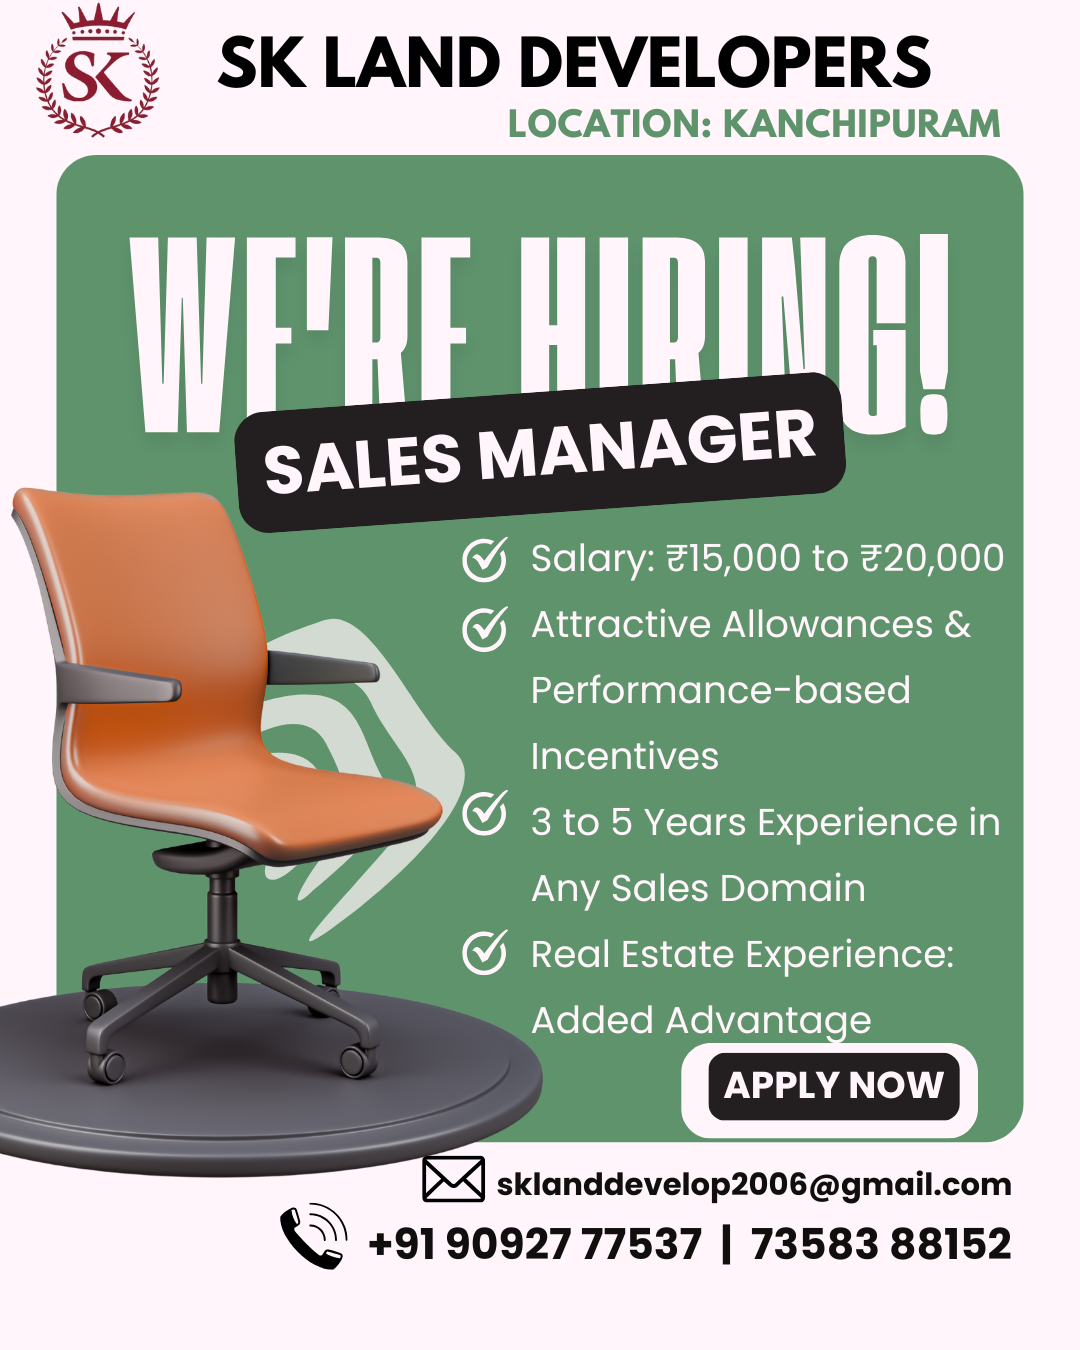 SK
SK LAND DEVELOPERS
LOCATION: KANCHIPURAM
WE'RE HIRING!
SALES MANAGER
Salary: ₹15,000 to ₹20,000
Attractive Allowances &
Performance-based
Incentives
3 to 5 Years Experience in
Any Sales Domain
Real Estate Experience:
Added Advantage
APPLY NOW
sklanddevelop2006@gmail.com
+91 90927 77537 | 73583 88152